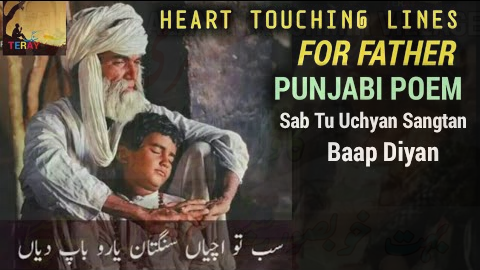 TERAY
HEART TOUCHING LINES
FOR FATHER
PUNJABI POEM
Sab Tu Uchyan Sangtan
Baap Diyan
سب تو اچیاں سنگتان یارو باپ دیاں